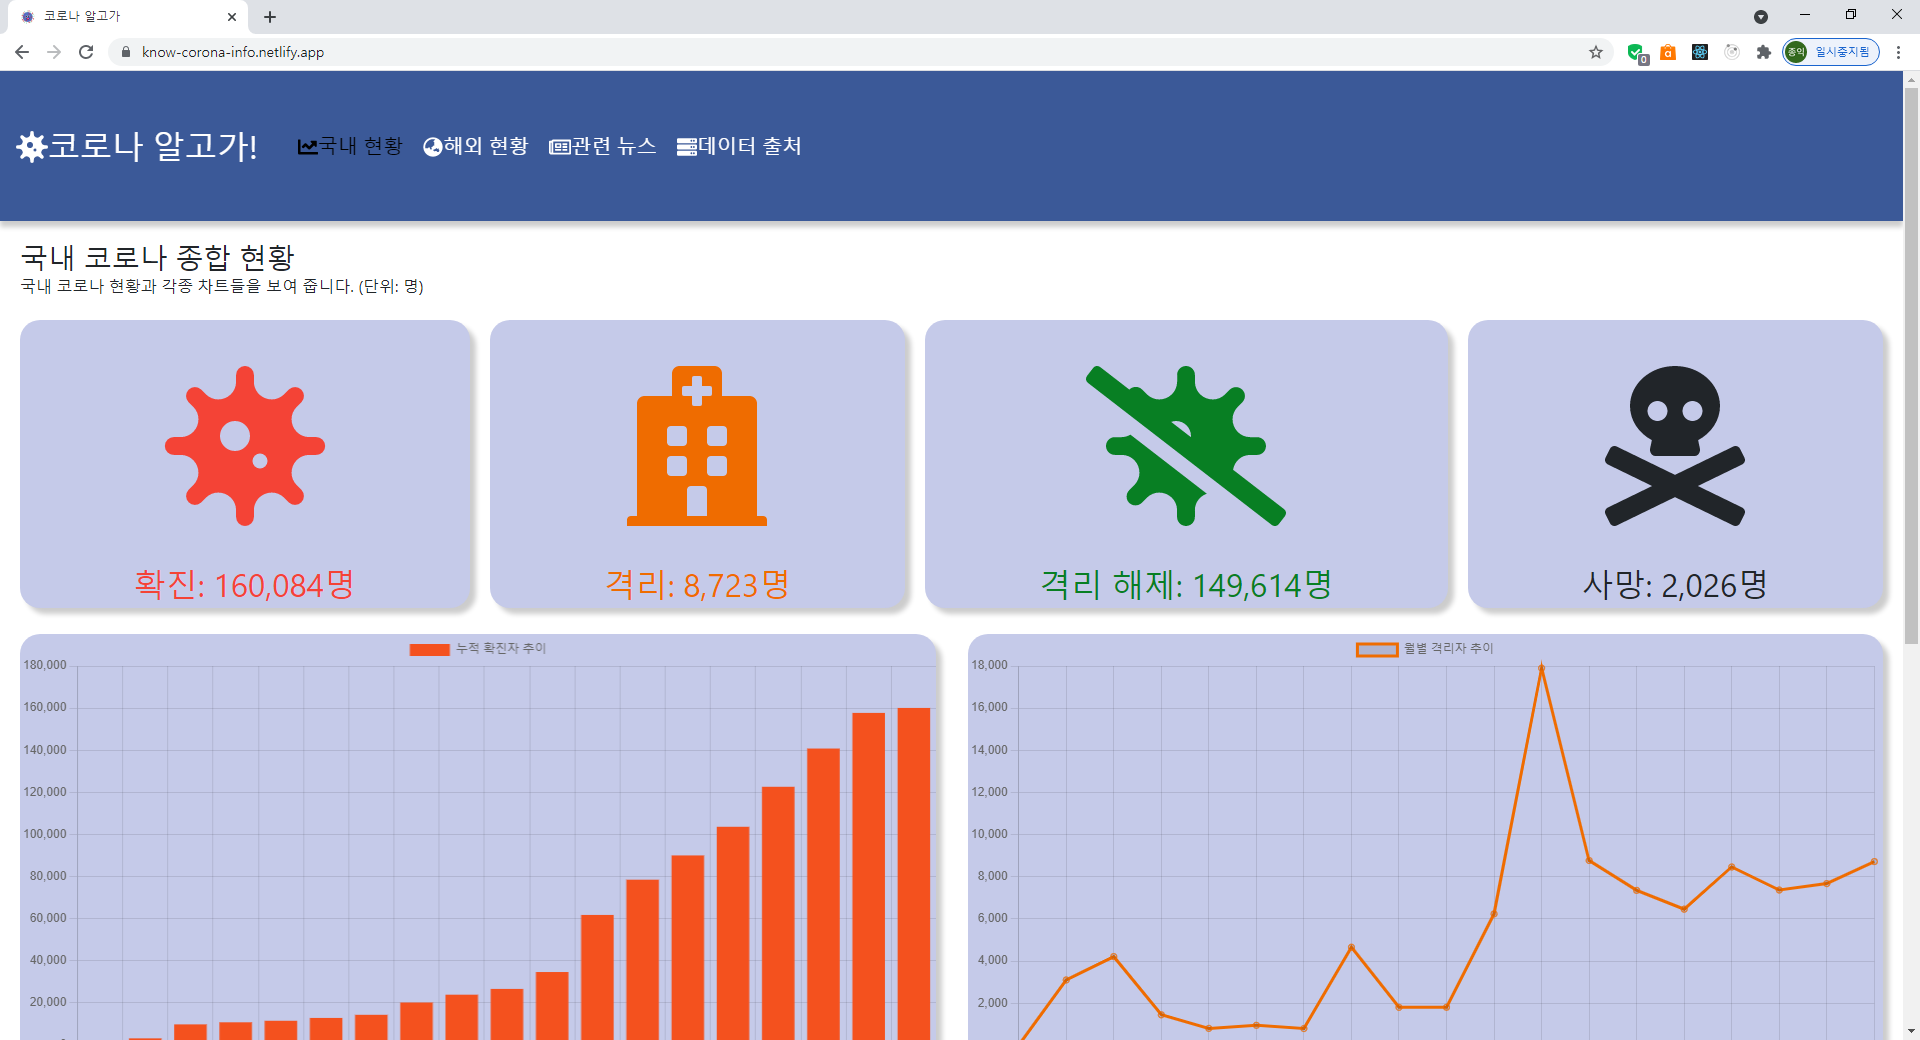 코로나 알고가
know-corona-info.netlify.app
0
a
종익
일시중지됨
코로나 알고가!
국내 현황
해외 현황
관련 뉴스
데이터 출처
국내 코로나 종합 현황
국내 코로나 현황과 각종 차트들을 보여 줍니다. (단위: 명)
확진: 160,084명
격리: 8,723명
격리 해제: 149,614명
사망: 2,026명
누적 확진자 추이
180,000
160,000
140,000
120,000
100,000
80,000
60,000
40,000
20,000
월별 격리자 추이
18,000
16,000
14,000
12,000
10,000
8,000
6,000
4,000
2,000